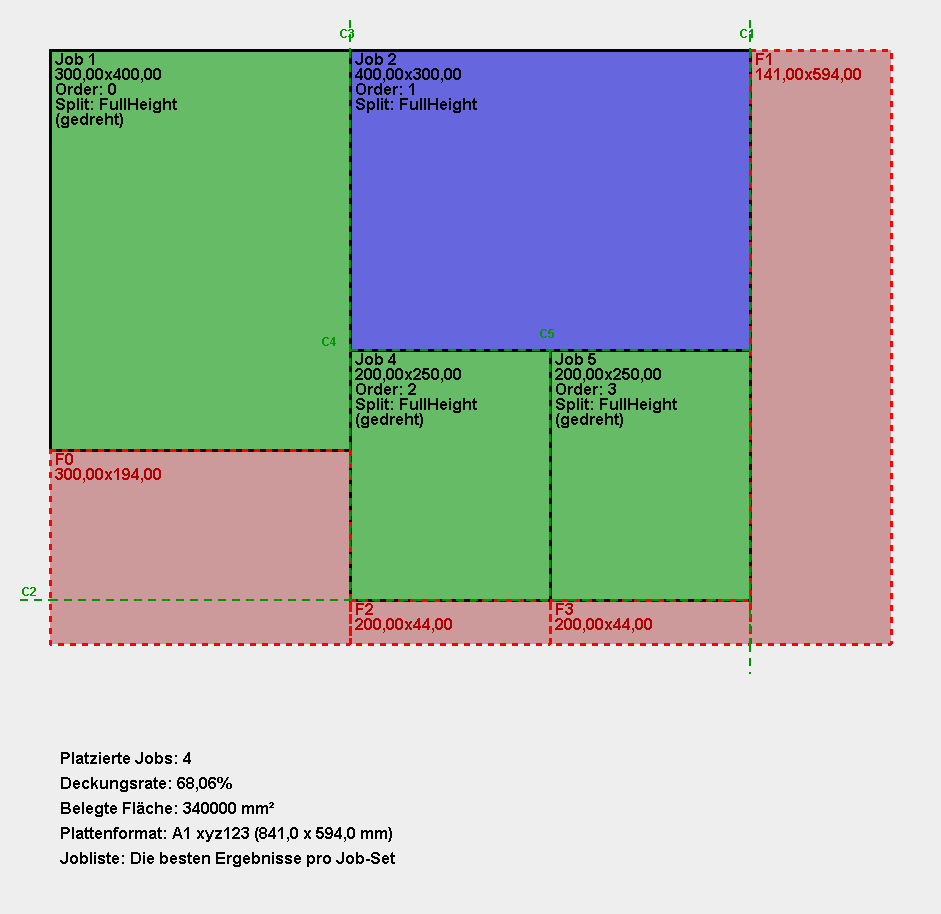 C3
C1
Job 1
300,00x400,00
Order: 0
Split: FullHeight
(gedreht)
Job 2
400,00x300,00
Order: 1
Split: FullHeight
F1
141,00x594,00
C4
C5
Job 4
200,00x250,00
Order: 2
Split: FullHeight
(gedreht)
Job 5
200,00x250,00
Order: 3
Split: FullHeight
(gedreht)
F0
300,00x194,00
C2
F2
200,00x44,00
F3
200,00x44,00
Platzierte Jobs: 4
Deckungsrate: 68,06%
Belegte Fläche: 340000 mm²
Plattenformat: A1 xyz123 (841,0 x 594,0 mm)
Jobliste: Die besten Ergebnisse pro Job-Set